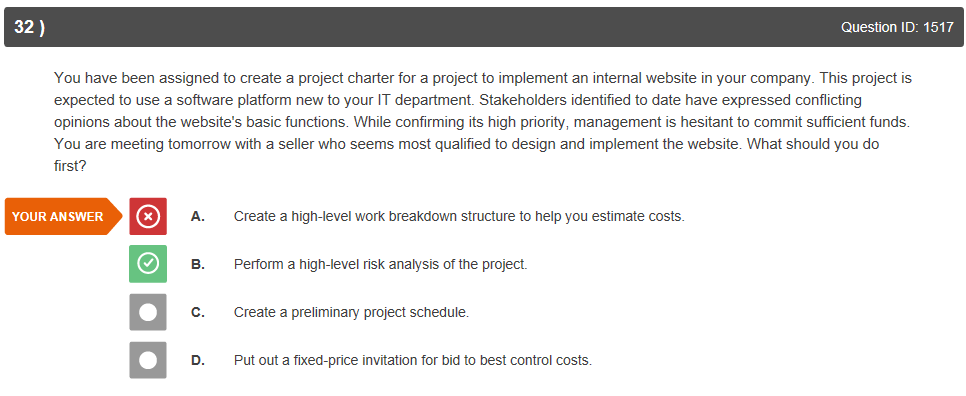 32 )
Question ID: 1517
You have been assigned to create a project charter for a project to implement an internal website in your company. This project is
expected to use a software platform new to your IT department. Stakeholders identified to date have expressed conflicting
opinions about the website's basic functions. While confirming its high priority, management is hesitant to commit sufficient funds.
You are meeting tomorrow with a seller who seems most qualified to design and implement the website. What should you do
first?
YOUR ANSWER
A. Create a high-level work breakdown structure to help you estimate costs.
B. Perform a high-level risk analysis of the project.
C. Create a preliminary project schedule.
D. Put out a fixed-price invitation for bid to best control costs.